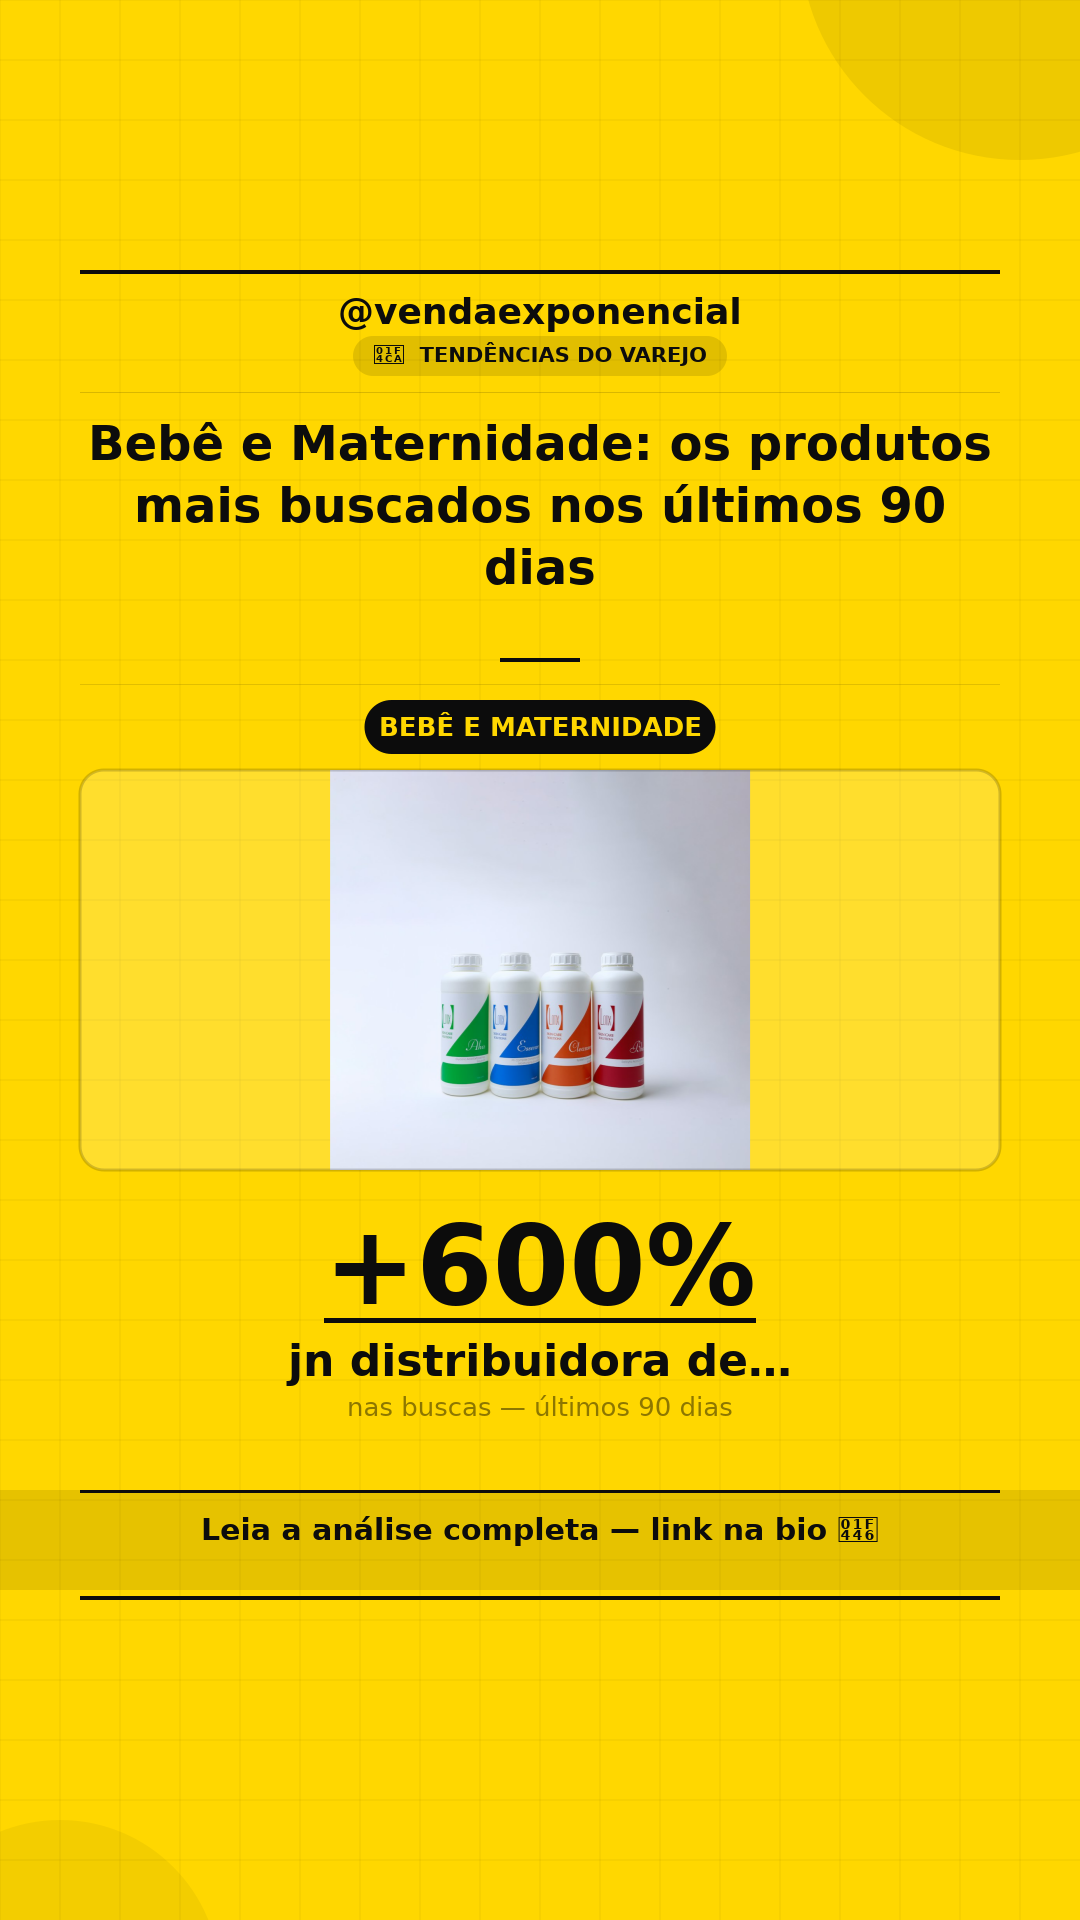 @vendaexponencial
TENDÊNCIAS DO VAREJO
Bebê e Maternidade: os produtos
mais buscados nos últimos 90
dias
BEBÊ E MATERNIDADE
+600%
jn distribuidora de...
nas buscas — últimos 90 dias
Leia a análise completa — link na bio